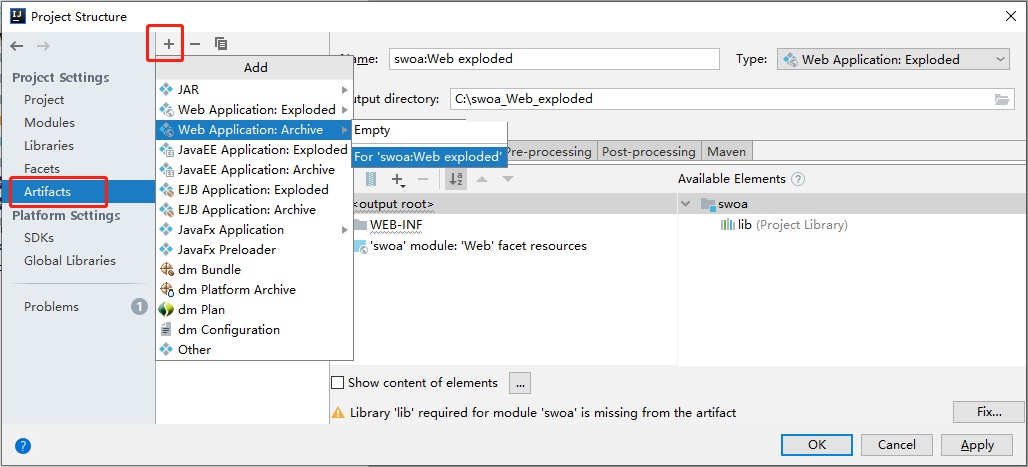 Project Structure
Project Settings
Project
Modules
Libraries
Facets
Artifacts
Platform Settings
SDKs
Global Libraries
Problems 1
Add
JAR
Web Application: Exploded
Web Application: Archive
JavaEE Application: Exploded
JavaEE Application: Archive
EJB Application: Exploded
EJB Application: Archive
JavaFx Application
JavaFx Preloader
dm Bundle
dm Platform Archive
dm Plan
dm Configuration
Other
Empty
For 'swoa:Web exploded'
Name: swoa:Web exploded Type: Web Application: Exploded
utput directory: C:\swoa_Web_exploded
Pre-processing Post-processing Maven
<output root>
WEB-INF
'swoa' module: 'Web' facet resources
Available Elements ?
swoa
lib (Project Library)
Show content of elements ...
Library 'lib' required for module 'swoa' is missing from the artifact Fix...
? OK Cancel Apply